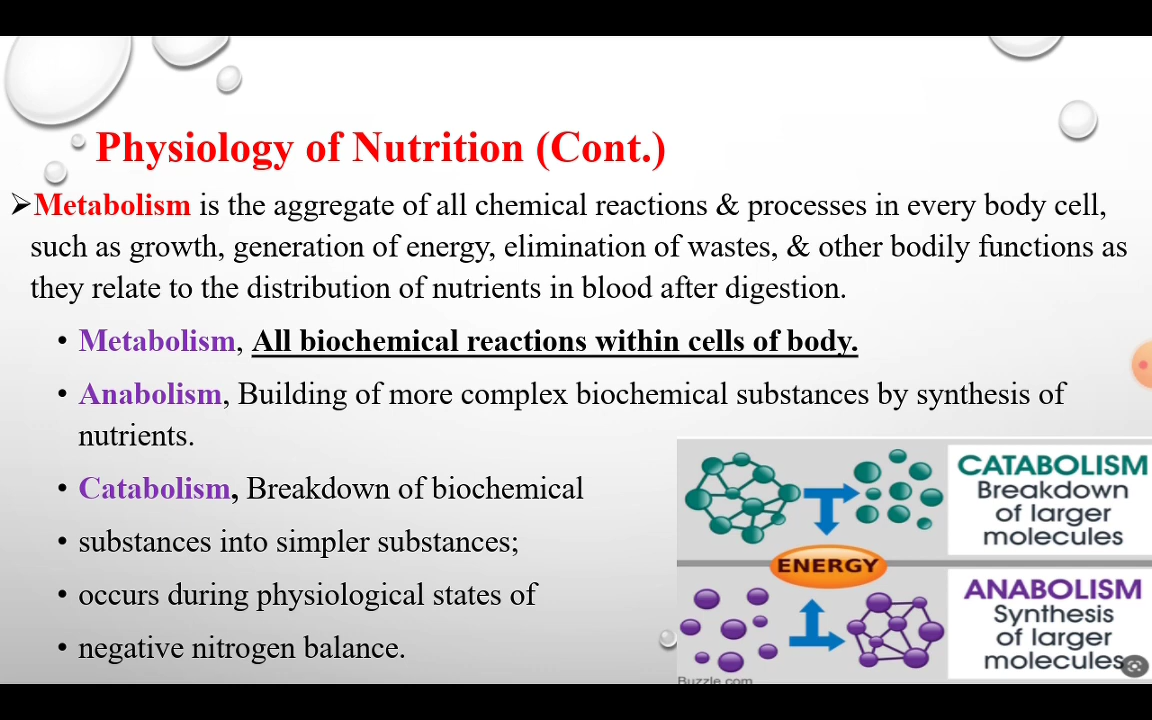 Physiology of Nutrition (Cont.)
➢Metabolism is the aggregate of all chemical reactions & processes in every body cell,
such as growth, generation of energy, elimination of wastes, & other bodily functions as
they relate to the distribution of nutrients in blood after digestion.
• Metabolism, All biochemical reactions within cells of body.
• Anabolism, Building of more complex biochemical substances by synthesis of
nutrients.
• Catabolism, Breakdown of biochemical
• substances into simpler substances;
• occurs during physiological states of
• negative nitrogen balance.
CATABOLISM
Breakdown
of larger
molecules
ENERGY
ANABOLISM
Synthesis
of larger
molecules
Buzzle.com